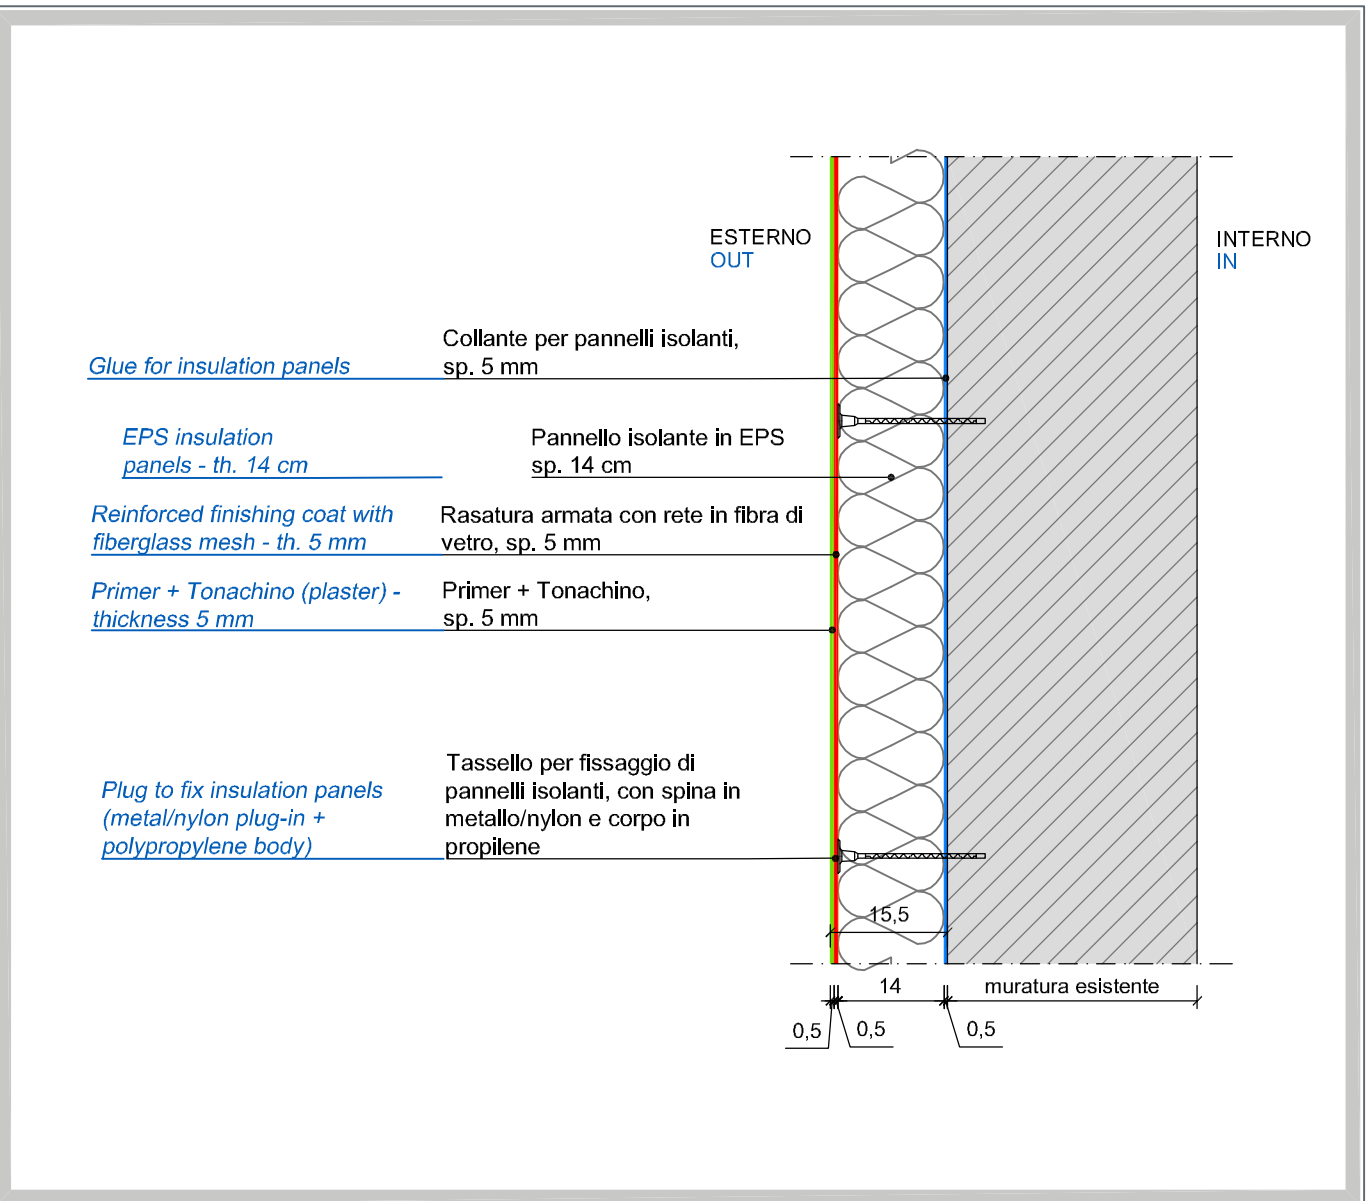 ESTERNO
OUT
INTERNO
IN
Glue for insulation panels
Collante per pannelli isolanti,
sp. 5 mm
EPS insulation
panels - th. 14 cm
Pannello isolante in EPS
sp. 14 cm
Reinforced finishing coat with
fiberglass mesh - th. 5 mm
Rasatura armata con rete in fibra di
vetro, sp. 5 mm
Primer + Tonachino (plaster) -
thickness 5 mm
Primer + Tonachino,
sp. 5 mm
Plug to fix insulation panels
(metal/nylon plug-in +
polypropylene body)
Tassello per fissaggio di
pannelli isolanti, con spina in
metallo/nylon e corpo in
propilene
15,5
14
muratura esistente
0,5
0,5
0,5